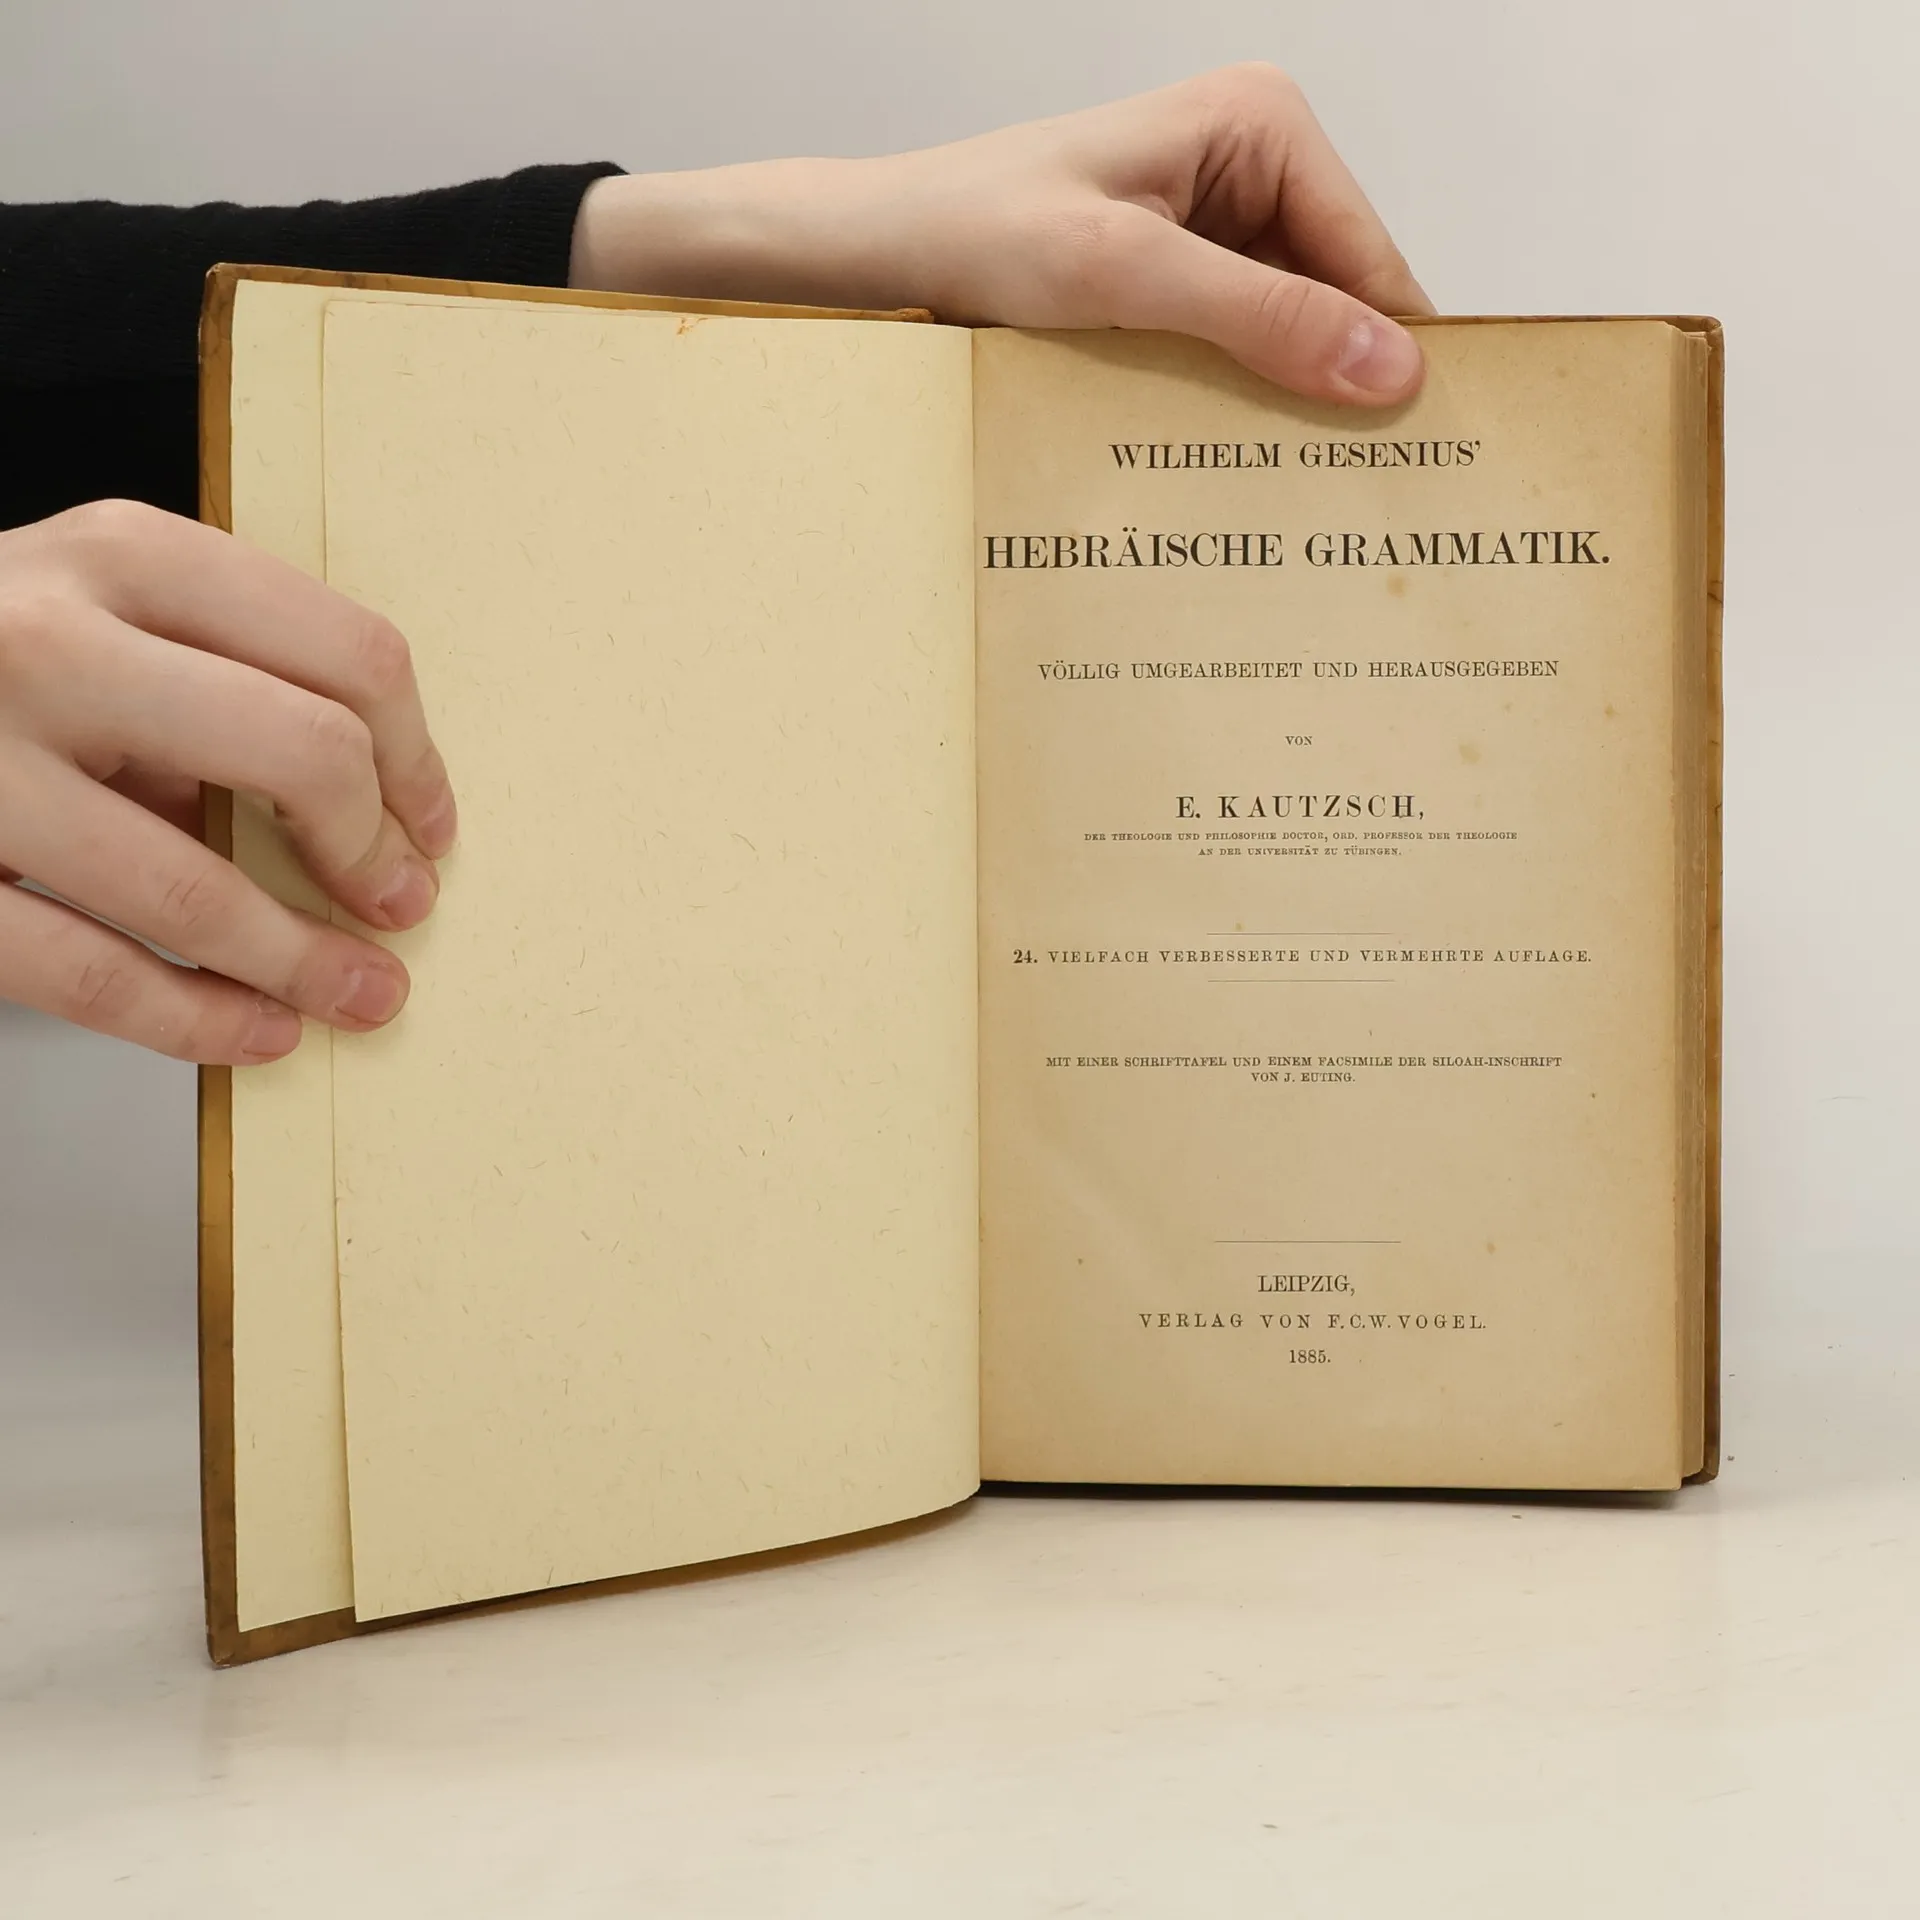 WILHELM GESENIUS'
HEBRÄISCHE GRAMMATIK.
VÖLLIG UMGEARBEITET UND HERAUSGEGEBEN
VON
E. KAUTZSCH,
DER THEOLOGIE UND PHILOSOPHIE DOCTOR, ORD. PROFESSOR DER THEOLOGIE
AN DER UNIVERSITÄT ZU TÜBINGEN.
24. VIELFACH VERBESSERTE UND VERMEHRTE AUFLAGE.
MIT EINER SCHRIFTTAFEL UND EINEM FACSIMILE DER SILOAH-INSCHRIFT
VON J. EUTING.
LEIPZIG,
VERLAG VON F.C.W. VOGEL.
1885.